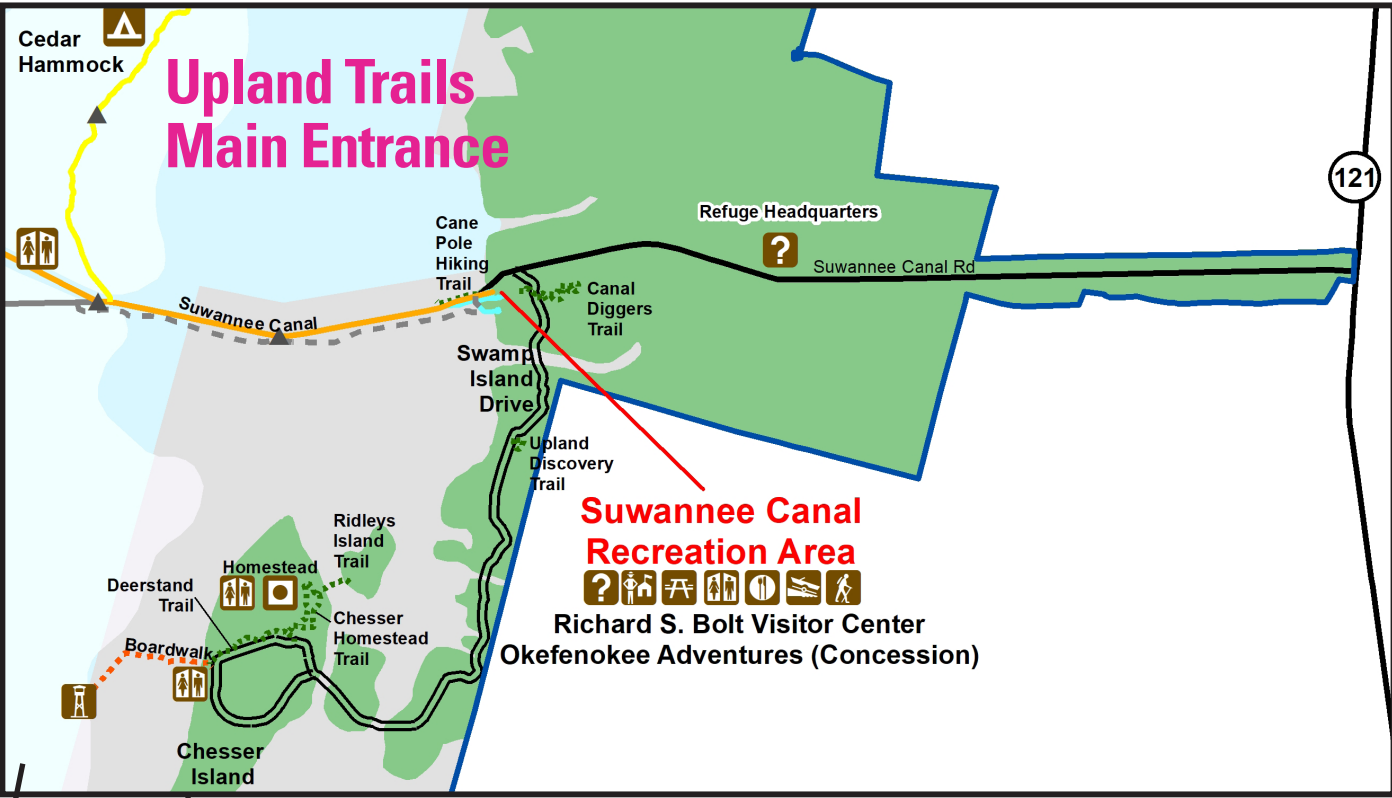 Cedar
Hammock
Upland Trails
Main Entrance
121
Refuge Headquarters
?
Suwannee Canal Rd
Cane
Pole
Hiking
Trail
Canal
Diggers
Trail
Suwannee Canal
Swamp
Island
Drive
Upland
Discovery
Trail
Suwannee Canal
Recreation Area
?
Richard S. Bolt Visitor Center
Okefenokee Adventures (Concession)
Ridleys
Island
Trail
Homestead
Deerstand
Trail
Chesser
Homestead
Trail
Boardwalk
Chesser
Island